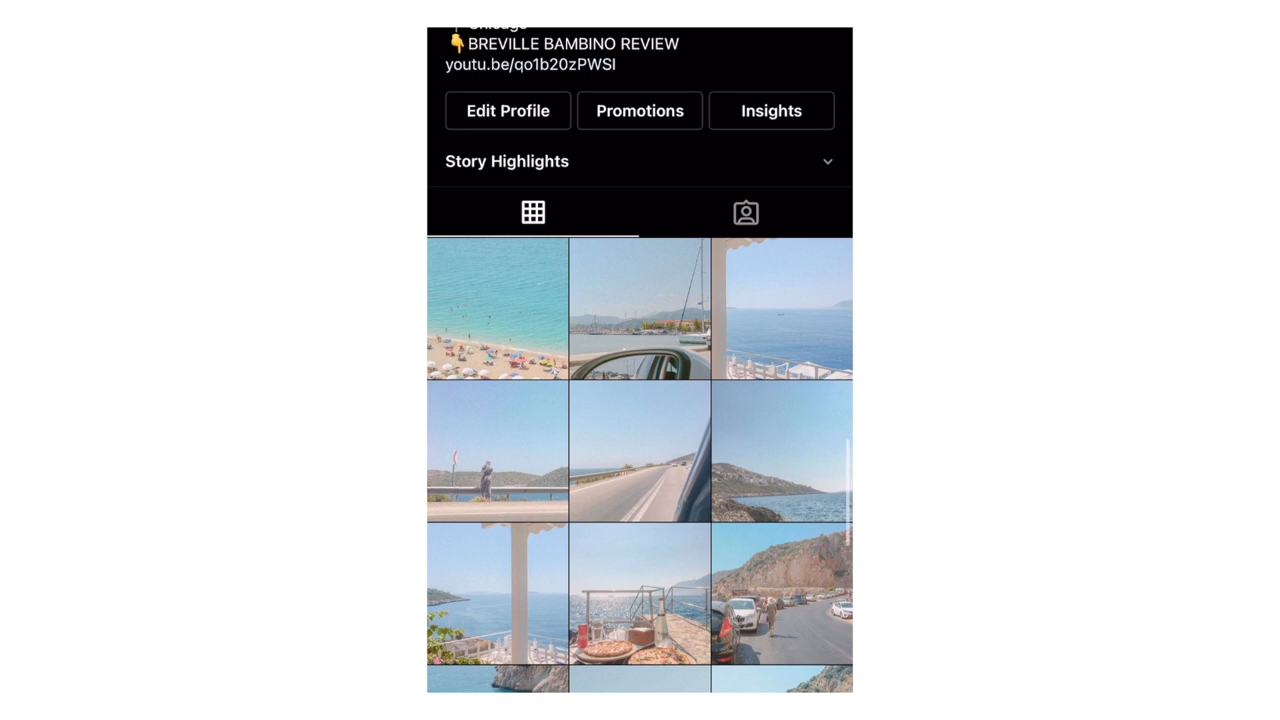 👇BREVILLE BAMBINO REVIEW
youtu.be/qo1b20zPWSI
Edit Profile
Promotions
Insights
Story Highlights